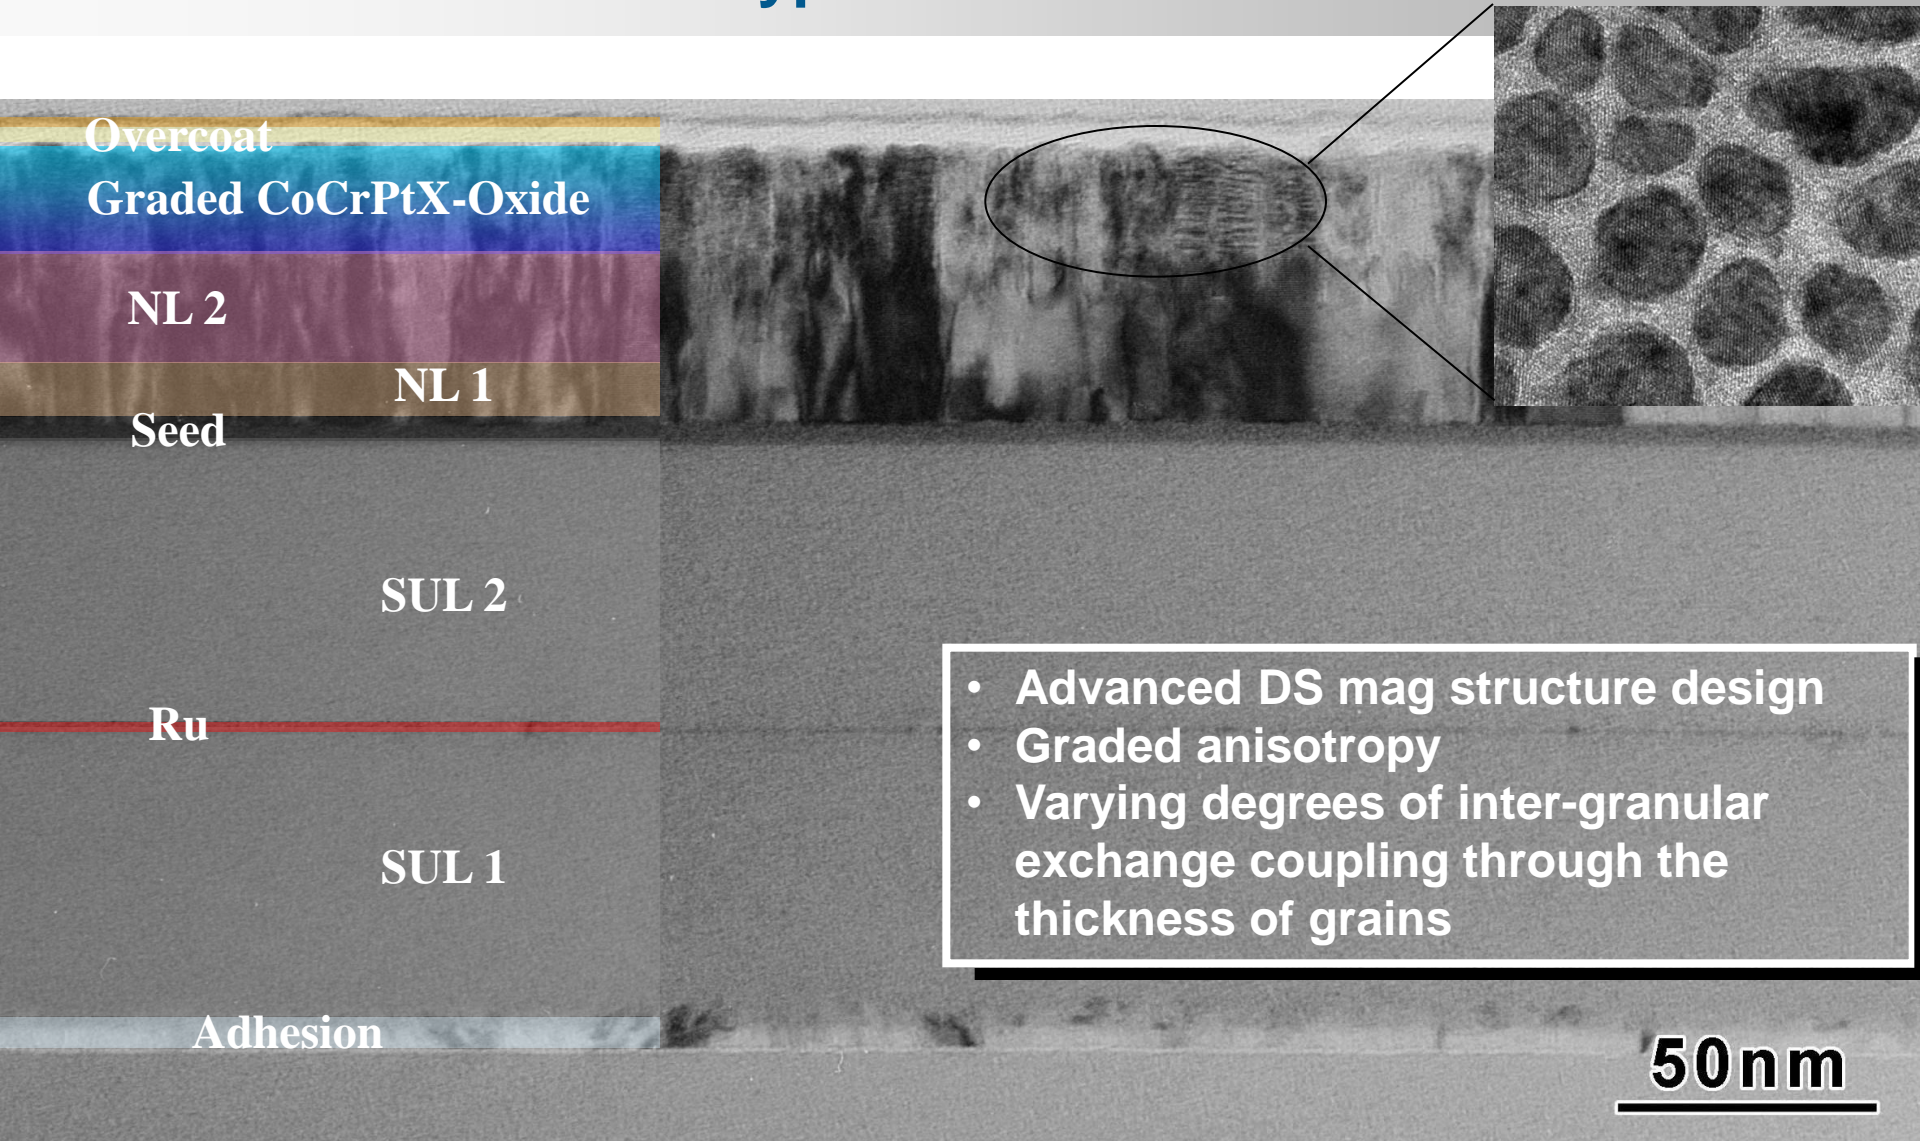 Overcoat
Graded CoCrPtX-Oxide
NL 2
NL 1
Seed
SUL 2
Ru
SUL 1
Adhesion
• Advanced DS mag structure design
• Graded anisotropy
• Varying degrees of inter-granular
exchange coupling through the
thickness of grains
50nm